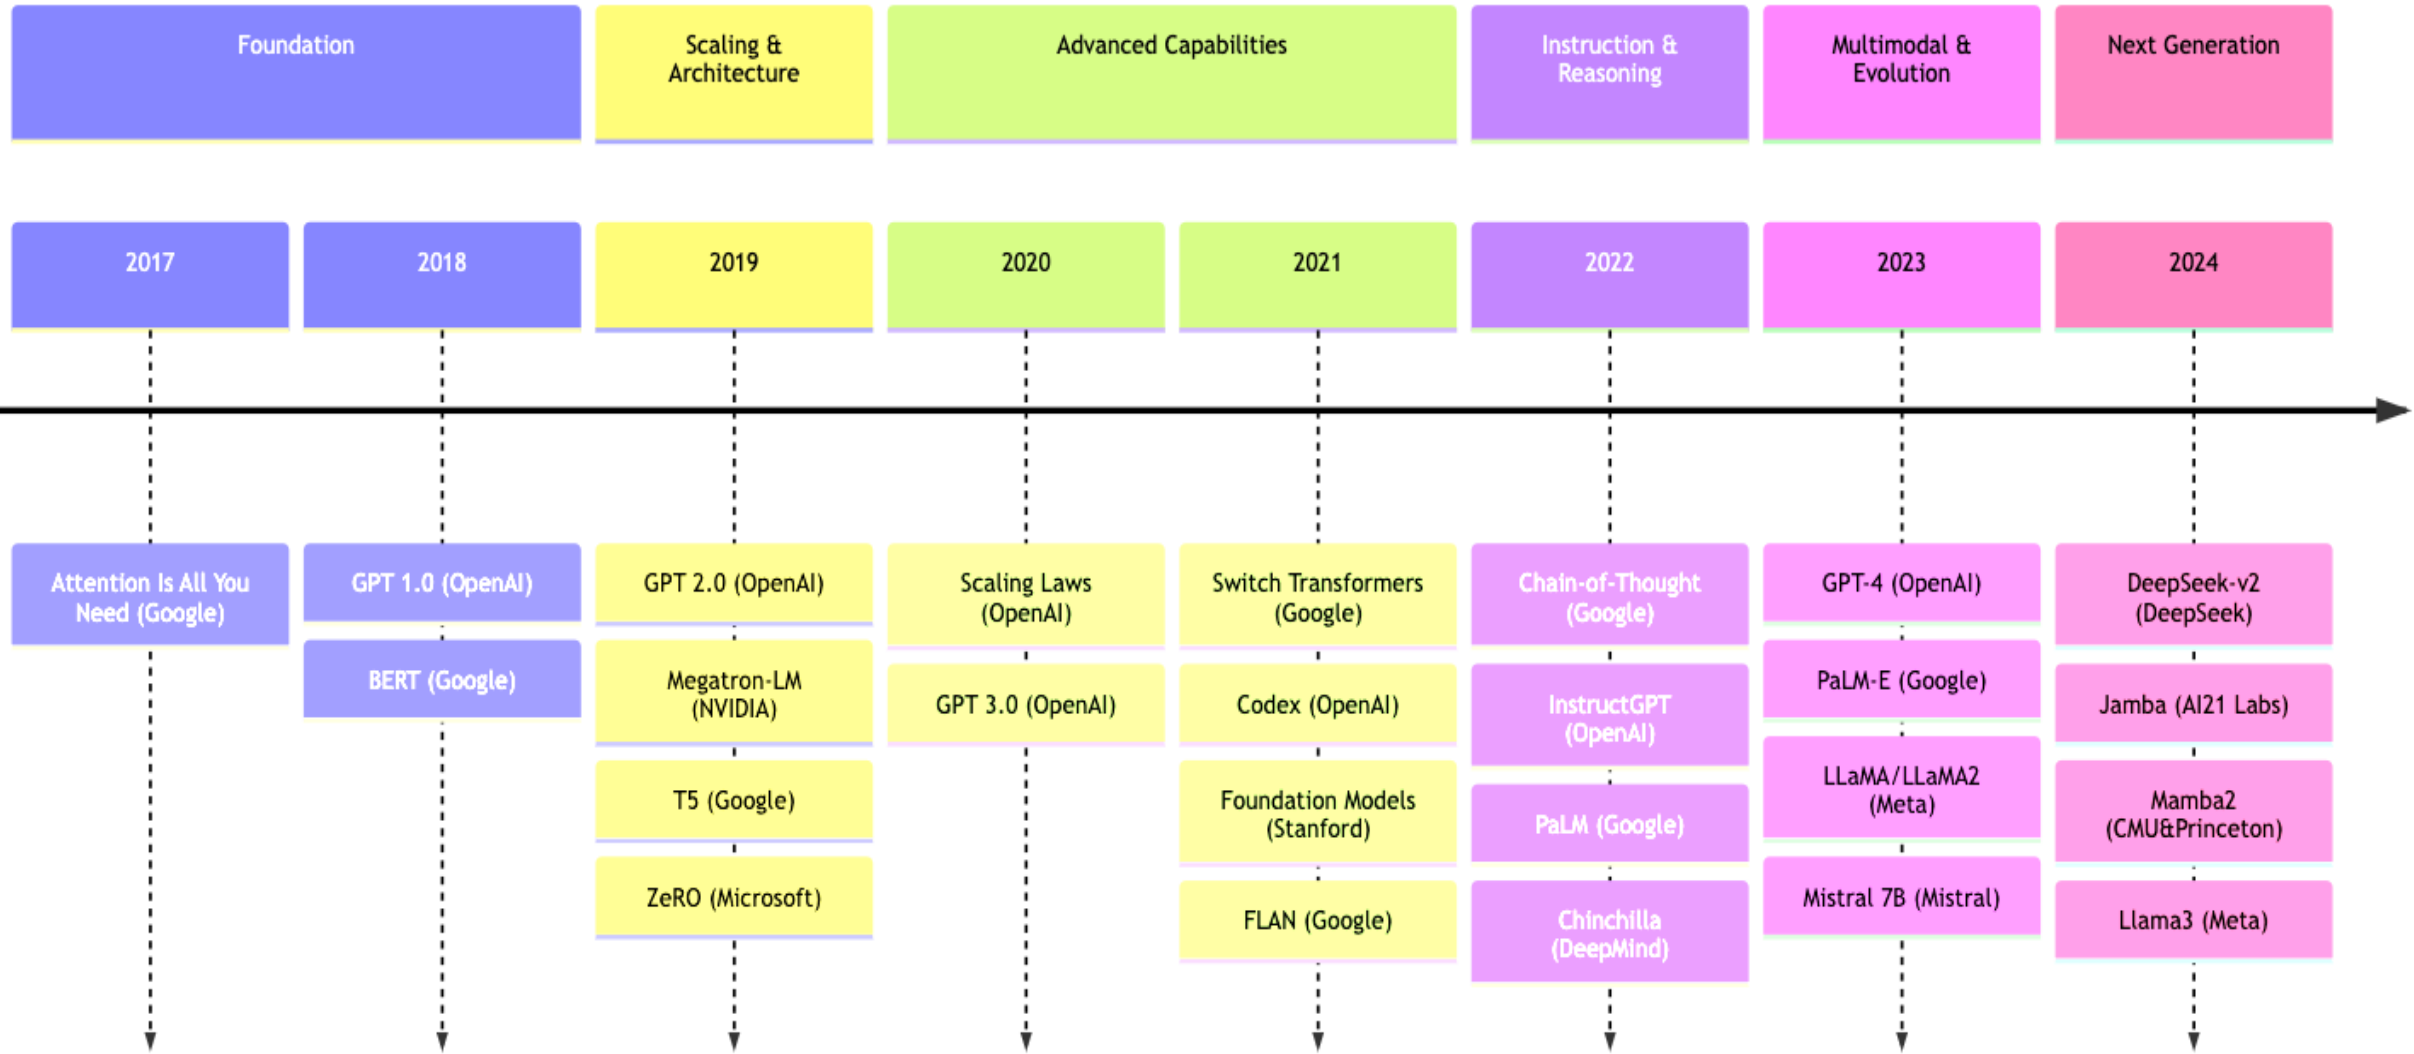 Foundation
Scaling &
Architecture
Advanced Capabilities
Instruction &
Reasoning
Multimodal &
Evolution
Next Generation
2017
2018
2019
2020
2021
2022
2023
2024
Attention Is All You
Need (Google)
GPT 1.0 (OpenAI)
BERT (Google)
GPT 2.0 (OpenAI)
Megatron-LM
(NVIDIA)
T5 (Google)
ZeRO (Microsoft)
Scaling Laws
(OpenAI)
GPT 3.0 (OpenAI)
Switch Transformers
(Google)
Codex (OpenAI)
Foundation Models
(Stanford)
FLAN (Google)
Chain-of-Thought
(Google)
InstructGPT
(OpenAI)
PaLM (Google)
Chinchilla
(DeepMind)
GPT-4 (OpenAI)
PaLM-E (Google)
LLaMA/LLaMA2
(Meta)
Mistral 7B (Mistral)
DeepSeek-v2
(DeepSeek)
Jamba (AI21 Labs)
Mamba2
(CMU&Princeton)
Llama3 (Meta)